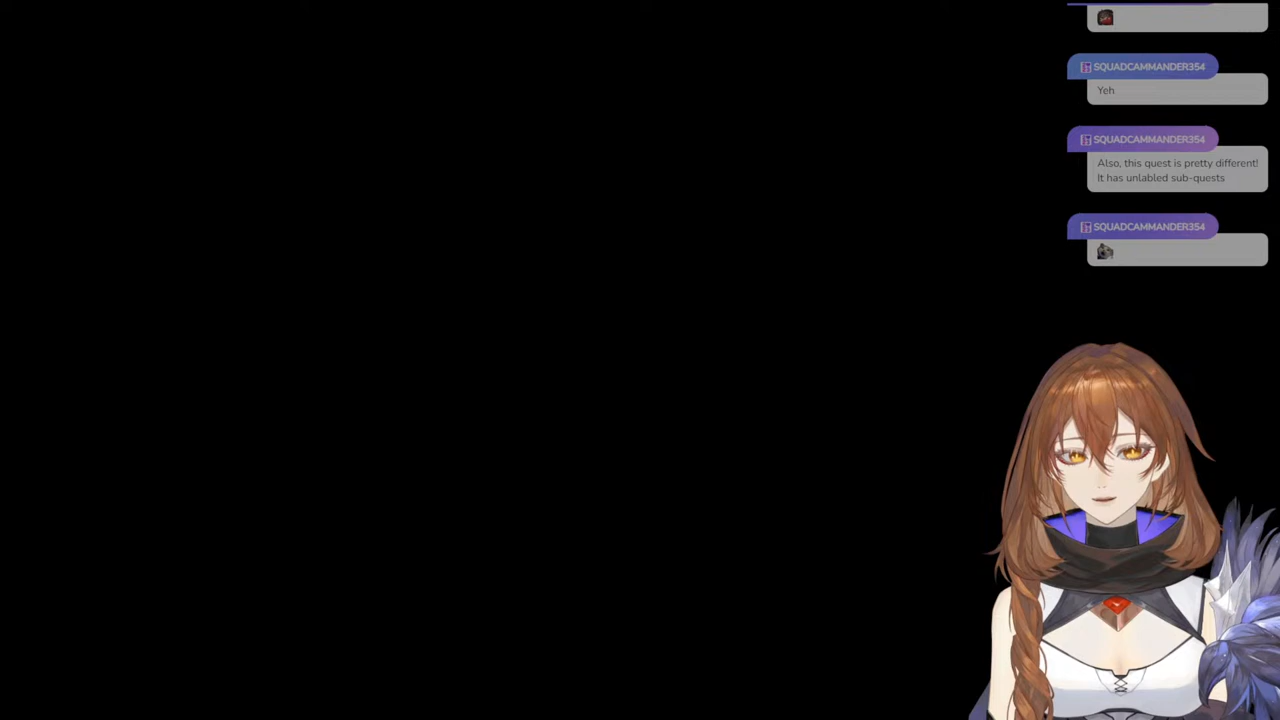 SQUADCAMMANDER354
Yeh
SQUADCAMMANDER354
Also, this quest is pretty different!
It has unlabled sub-quests
SQUADCAMMANDER354